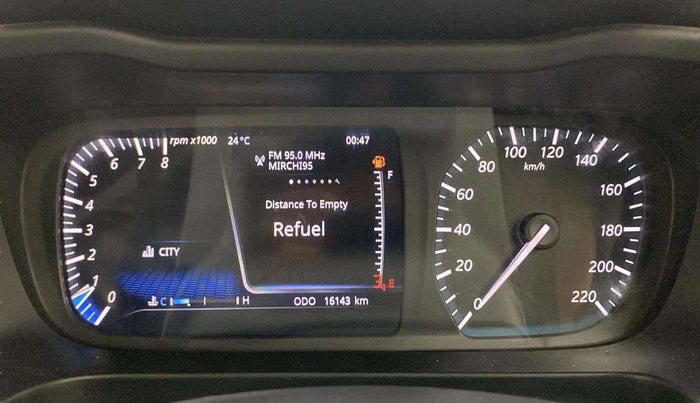 rpm x1000 24°C 00:47
FM 95.0 MHz
MIRCHI95
F
Distance To Empty
Refuel
CITY
E
C H
ODO 16143 km
0
1
2
3
4
5
6
7
8
0
20
40
60
80
100
120
140
160
180
200
220
km/h